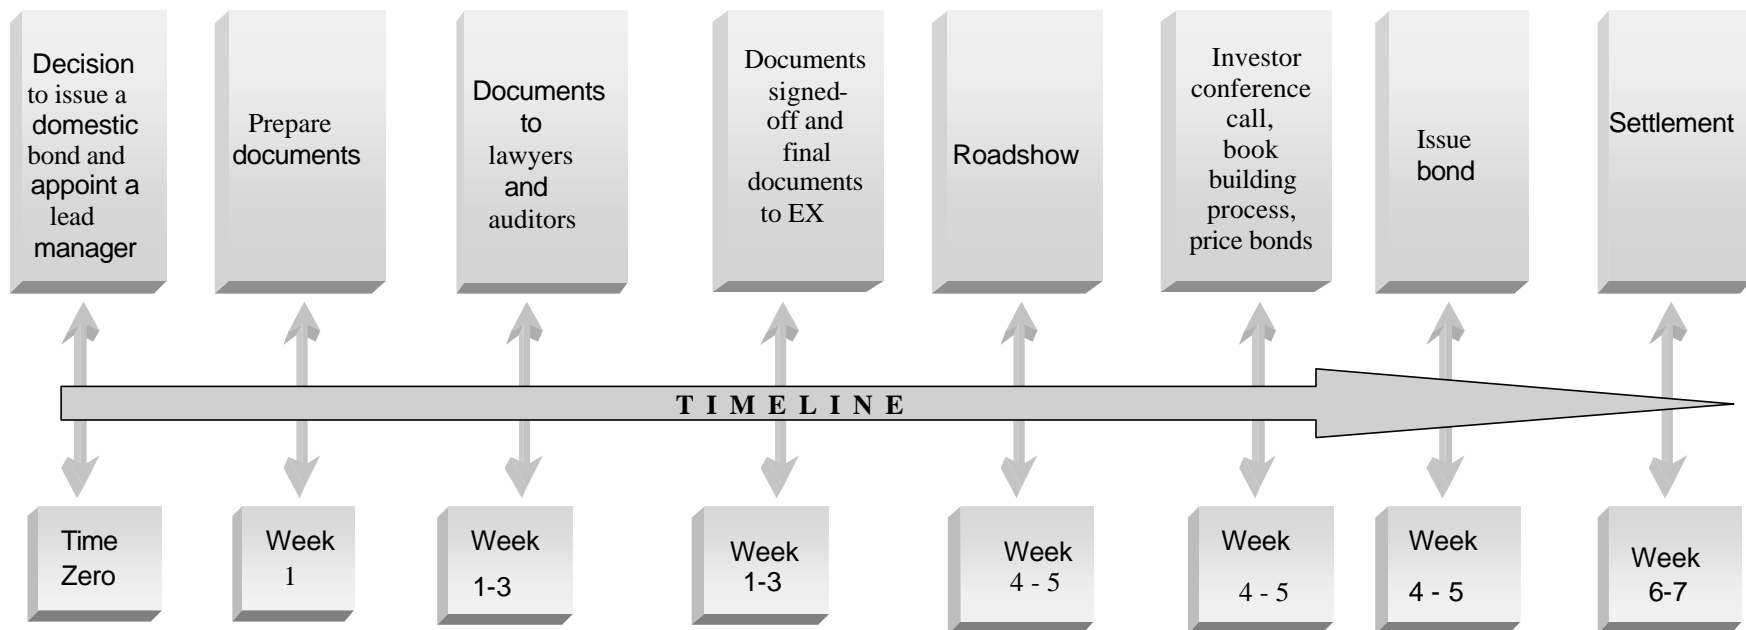 Decision
to issue a
domestic
bond and
appoint a
lead
manager
Prepare
documents
Documents
to
lawyers
and
auditors
Documents
signed-
off and
final
documents
to EX
Roadshow
Investor
conference
call,
book
building
process,
price bonds
Issue
bond
Settlement
TIMELINE
Time
Zero
Week
1
Week
1-3
Week
1-3
Week
4 - 5
Week
4 - 5
Week
4 - 5
Week
6-7